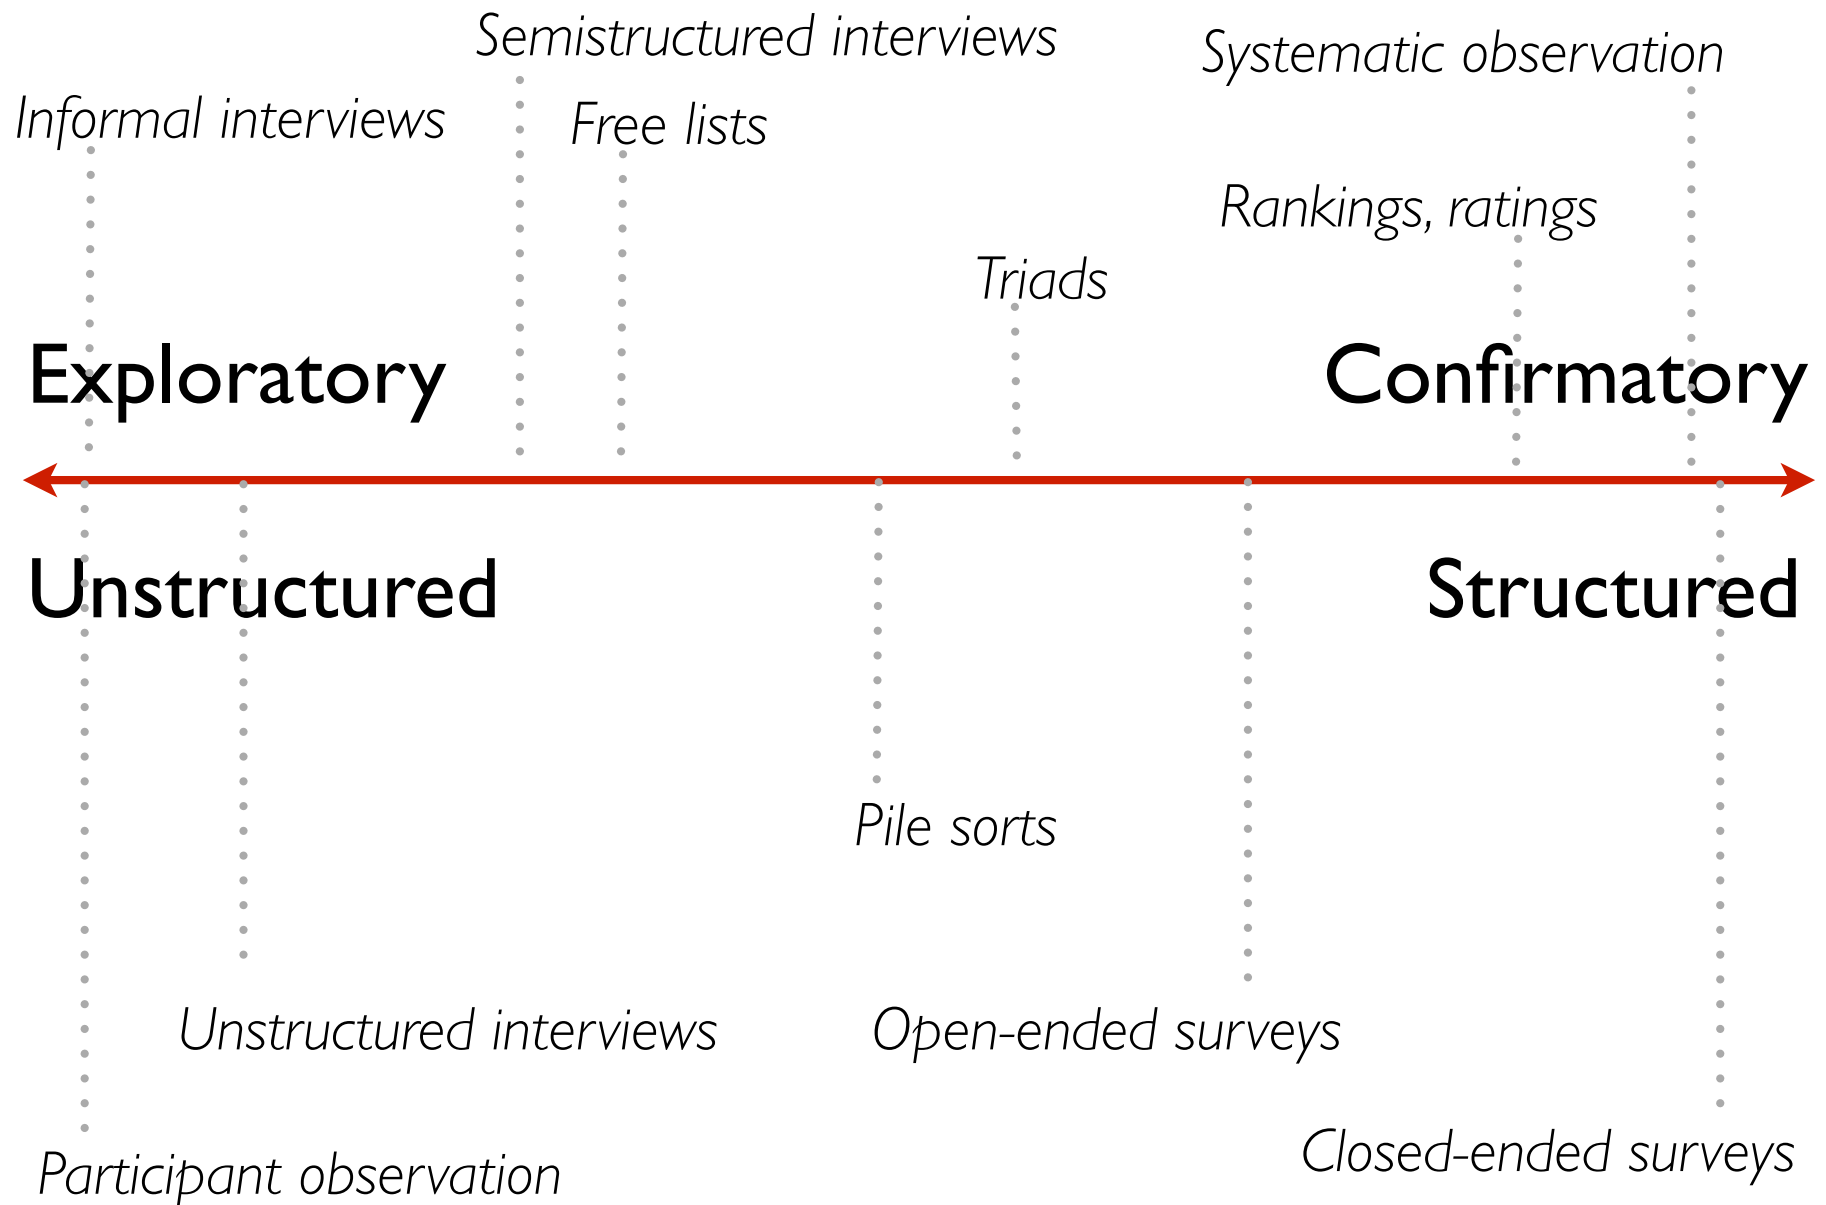 Semistructured interviews
Systematic observation
Informal interviews
Free lists
Rankings, ratings
Triads
Exploratory
Confirmatory
Unstructured
Structured
Pile sorts
Unstructured interviews
Open-ended surveys
Closed-ended surveys
Participant observation